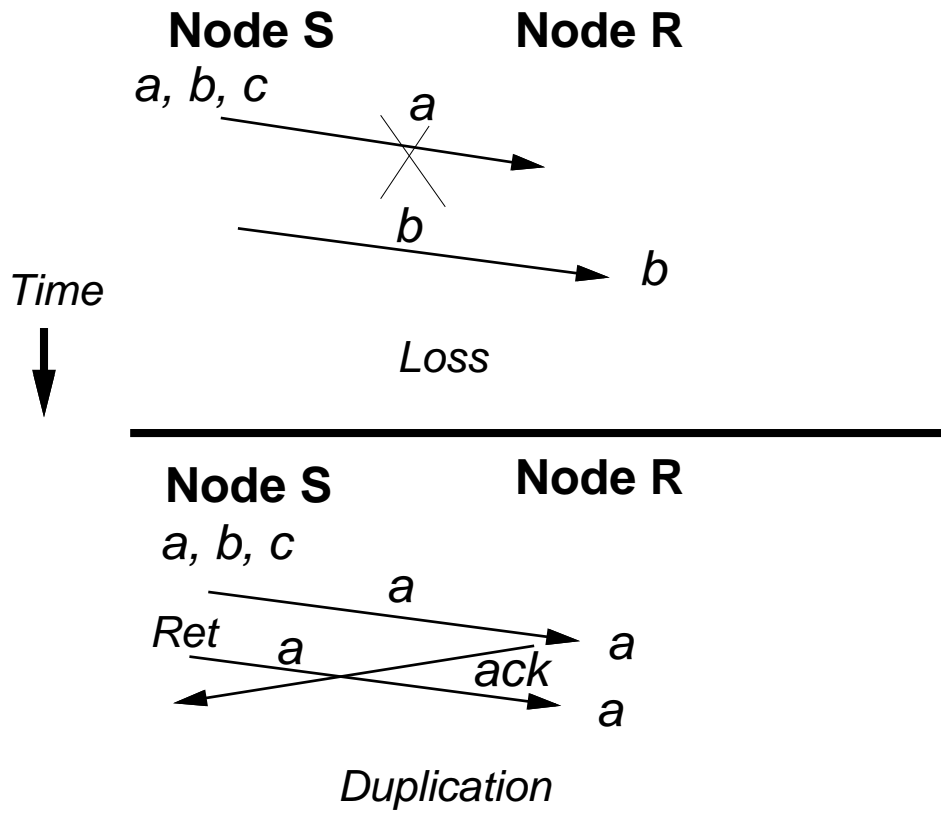 Node S Node R
a, b, c
a
b
b
Time
Loss
Node S Node R
a, b, c
a
Ret
a
a
ack
a
Duplication